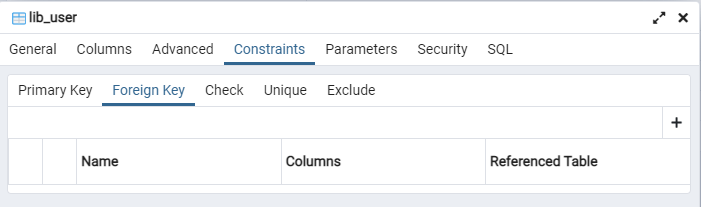 lib_user
General Columns Advanced Constraints Parameters Security SQL
Primary Key Foreign Key Check Unique Exclude
+
Name Columns Referenced Table